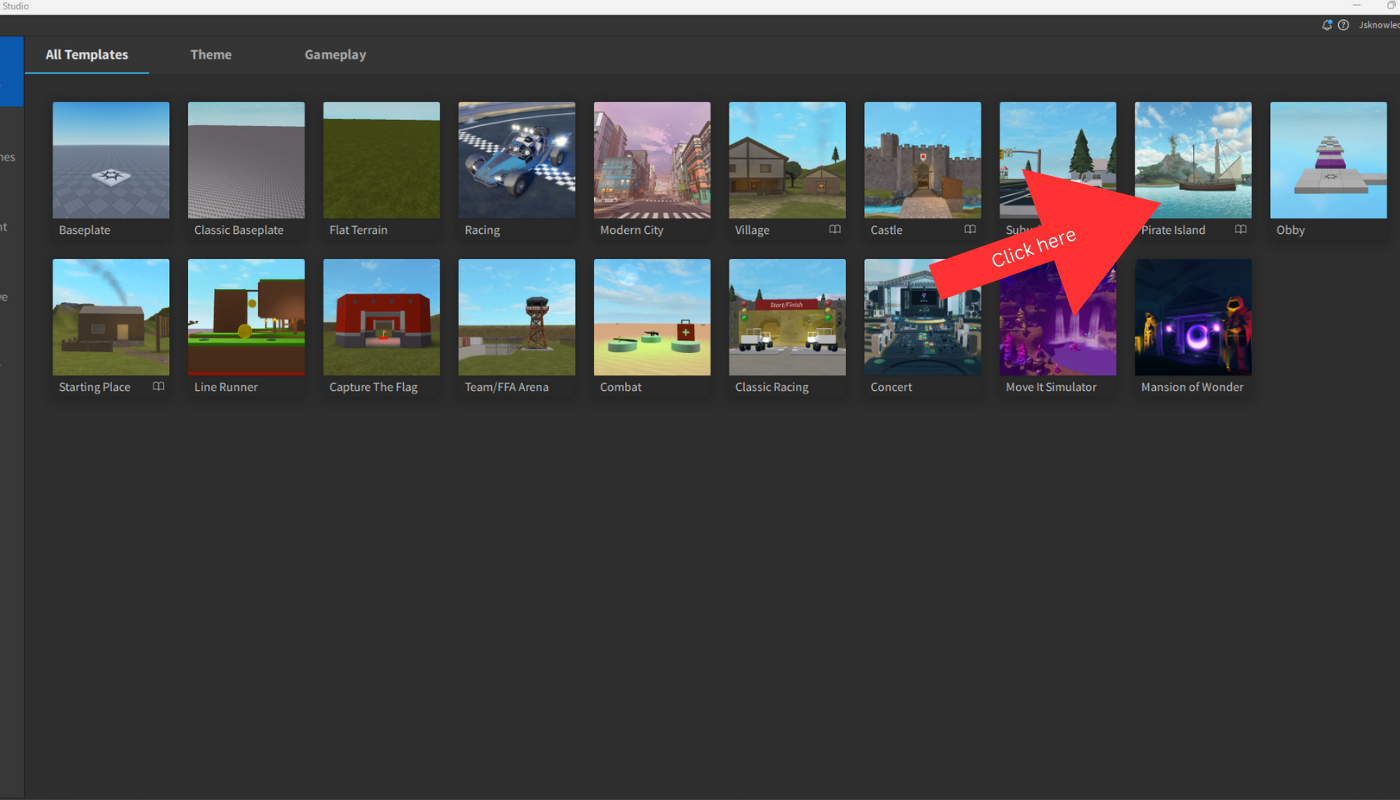 Studio
Jsknowled
All Templates
Theme
Gameplay
nes
nt
ve
Baseplate
Classic Baseplate
Flat Terrain
Racing
Modern City
Village
Castle
Subu
Pirate Island
Obby
Click here
Start/Finish
Starting Place
Line Runner
Capture The Flag
Team/FFA Arena
Combat
Classic Racing
Concert
Move It Simulator
Mansion of Wonder